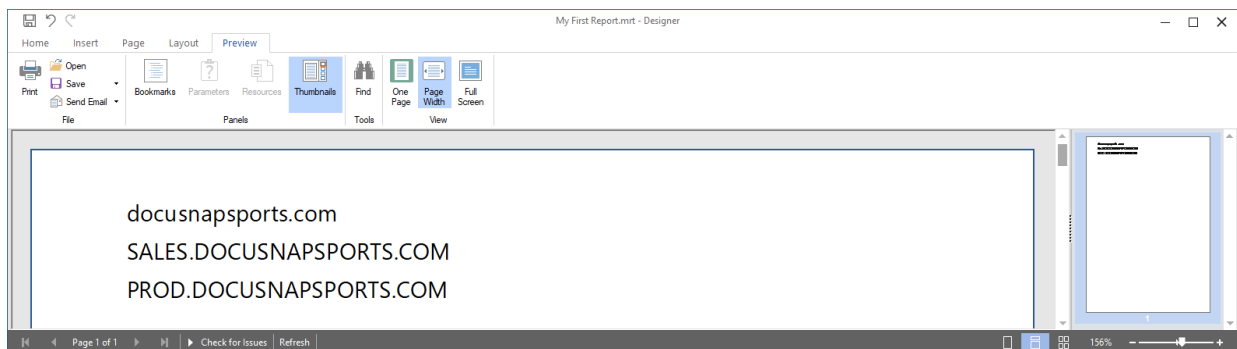 My First Report.mrt - Designer
Home Insert Page Layout Preview
Print
Open
Save
Send Email
File
Bookmarks Parameters Resources Thumbnails
Panels
Find
Tools
One Page
Page Width
Full Screen
View
docusnapsports.com
SALES.DOCUSNAPSPORTS.COM
PROD.DOCUSNAPSPORTS.COM
1
Page 1 of 1 Check for Issues Refresh 156%